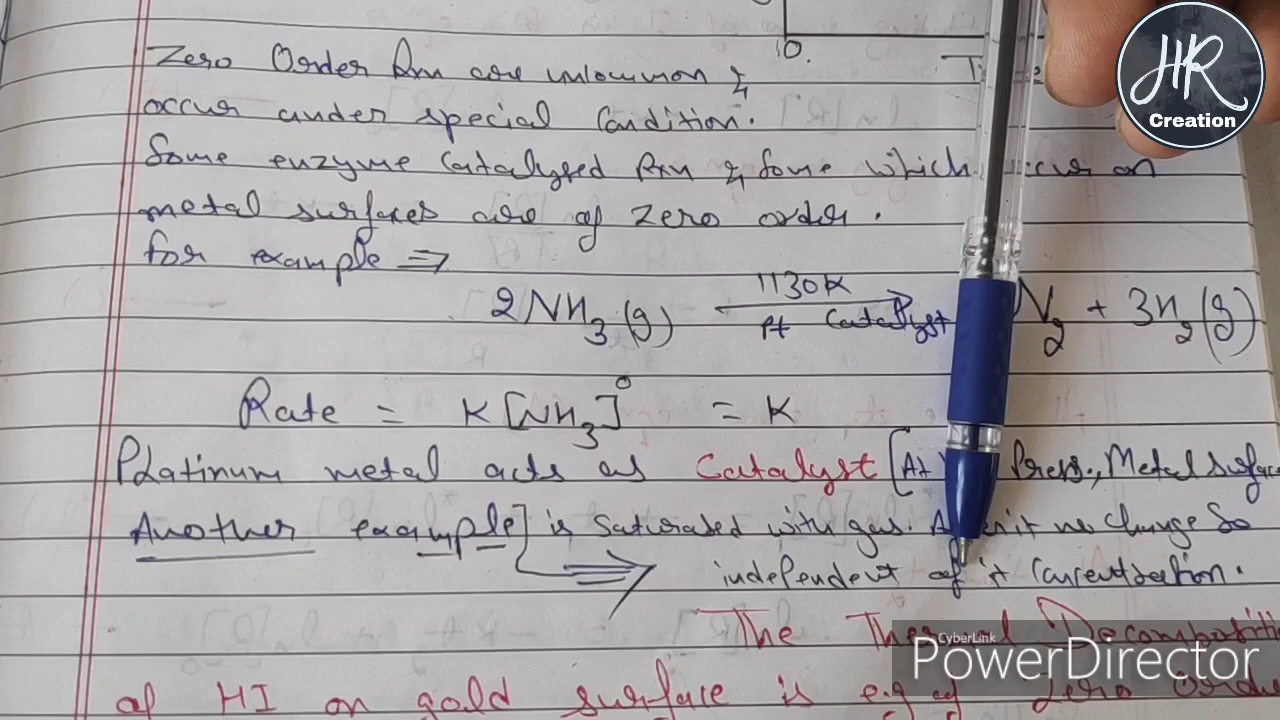 O.
HR
Creation
Zero Order Rxn are unlommon &
occur under special Condition.
Some enzyme Catalysed Rxn & Some which occur on
metal surfaces are of Zero order.
for example ⇒
2NH3(g) 1130K Pt Catalyst N2 + 3H2(g)
Rate = K[NH3]° = K
Platinum metal acts as Catalyst [At Press., Metal surface
Another example] is Saturated with gas. After it no Change So
independent of it Concentration.
The Thermal Decomposition
of HI on gold surface is e.g of Zero order
CyberLink
PowerDirector